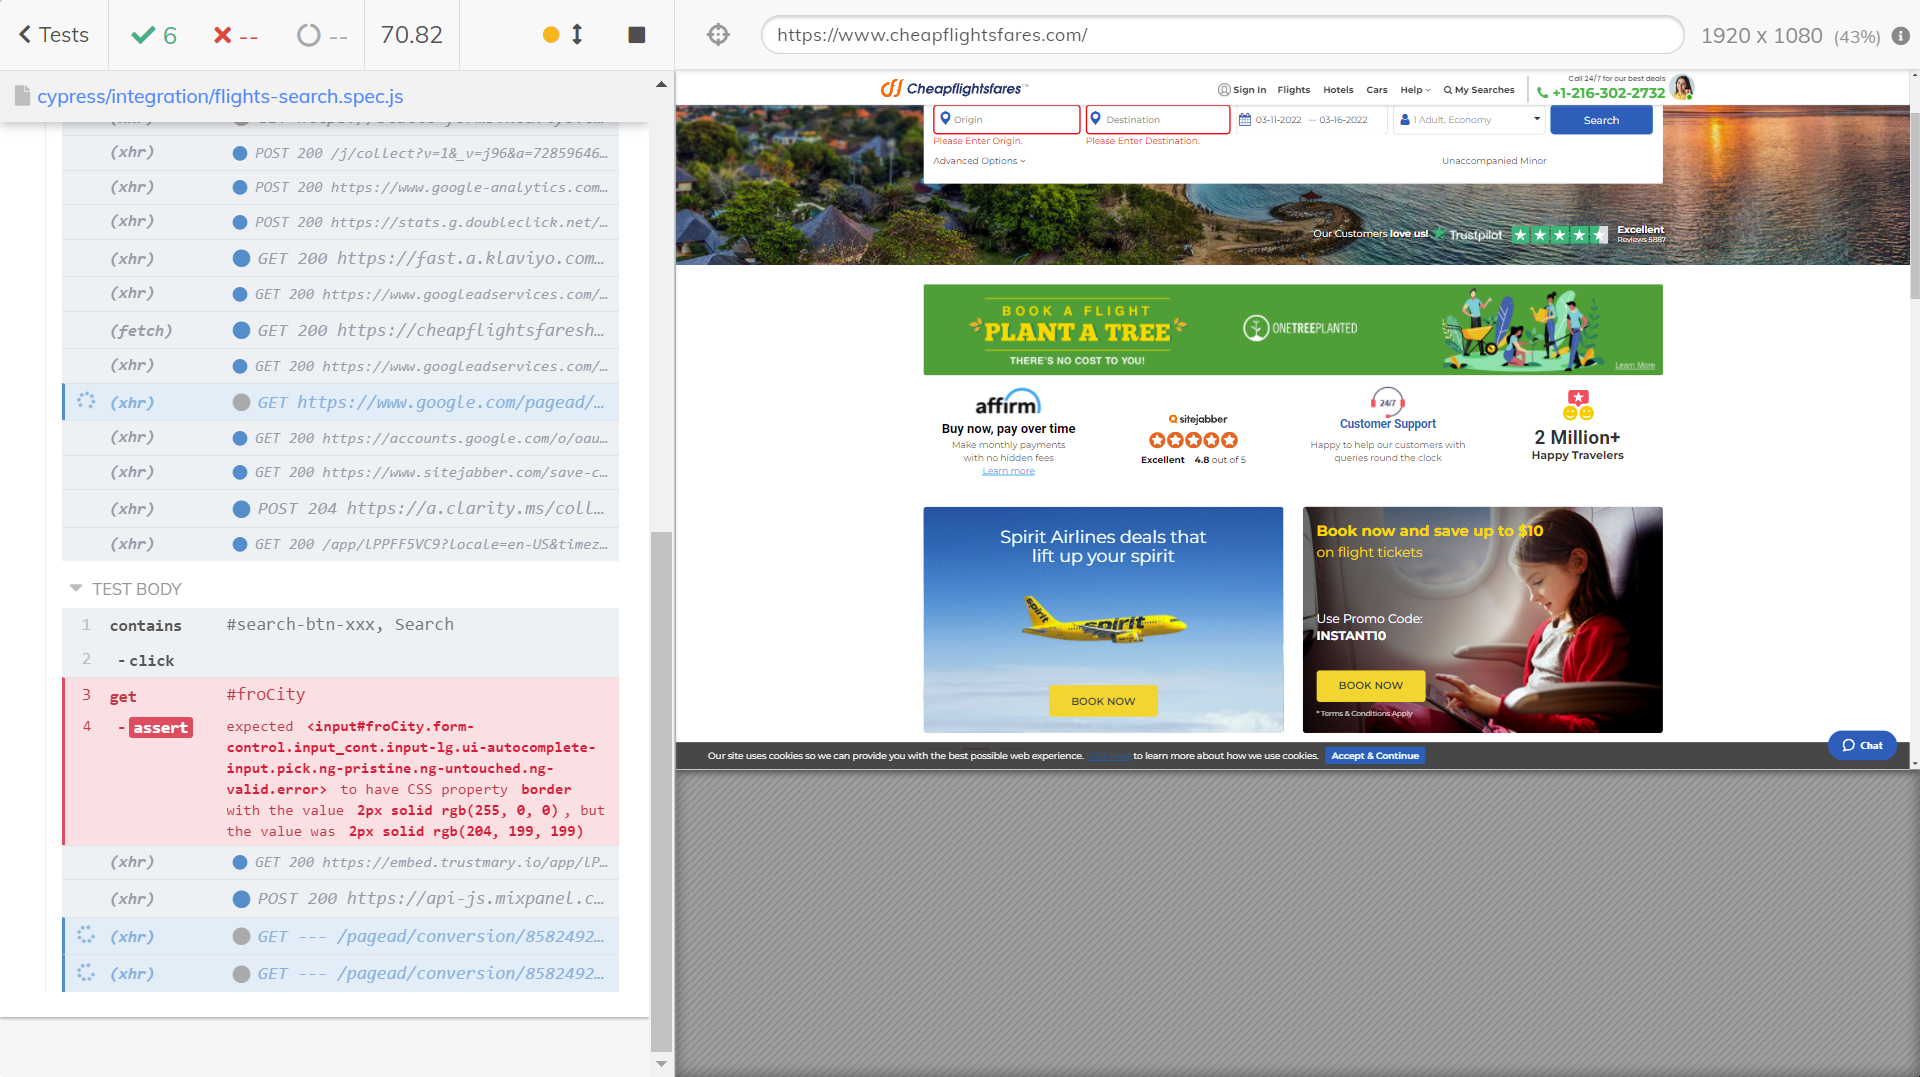 Tests
6
--
--
70.82
https://www.cheapflightsfares.com/
1920 x 1080 (43%)
cypress/integration/flights-search.spec.js
(xhr) POST 200 /j/collect?v=1&_v=j96&a=72859646...
(xhr) POST 200 https://www.google-analytics.com...
(xhr) POST 200 https://stats.g.doubleclick.net/...
(xhr) GET 200 https://fast.a.klaviyo.com...
(xhr) GET 200 https://www.googleadservices.com/...
(fetch) GET 200 https://cheapflightsfaresh...
(xhr) GET 200 https://www.googleadservices.com/...
(xhr) GET https://www.google.com/pagead/...
(xhr) GET 200 https://accounts.google.com/o/oau...
(xhr) GET 200 https://www.sitejabber.com/save-c...
(xhr) POST 204 https://a.clarity.ms/coll...
(xhr) GET 200 /app/lPPFF5VC9?locale=en-US&timez...
TEST BODY
1 contains #search-btn-xxx, Search
2 -click
3 get #froCity
4 -assert expected <input#froCity.form-
control.input_cont.input-lg.ui-autocomplete-
input.pick.ng-pristine.ng-untouched.ng-
valid.error> to have CSS property border
with the value 2px solid rgb(255, 0, 0), but
the value was 2px solid rgb(204, 199, 199)
(xhr) GET 200 https://embed.trustmary.io/app/lP...
(xhr) POST 200 https://api-js.mixpanel.c...
(xhr) GET --- /pagead/conversion/8582492...
(xhr) GET --- /pagead/conversion/8582492...
Cheapflightsfares
Sign In Flights Hotels Cars Help My Searches
Call 24/7 for our best deals
+1-216-302-2732
Origin
Destination
03-11-2022 — 03-16-2022
1 Adult, Economy
Search
Please Enter Origin.
Please Enter Destination.
Advanced Options
Unaccompanied Minor
Our Customers love us!
Trustpilot
Excellent
Reviews 5887
BOOK A FLIGHT
PLANT A TREE
THERE'S NO COST TO YOU!
ONETREEPLANTED
Learn More
affirm
Buy now, pay over time
Make monthly payments
with no hidden fees
Learn more
sitejabber
Excellent 4.8 out of 5
24/7
Customer Support
Happy to help our customers with
queries round the clock
2 Million+
Happy Travelers
Spirit Airlines deals that
lift up your spirit
spirit
spirit
BOOK NOW
Book now and save up to $10
on flight tickets
Use Promo Code:
INSTANT10
BOOK NOW
*Terms & Conditions Apply
Our site uses cookies so we can provide you with the best possible web experience. Click here to learn more about how we use cookies.
Accept & Continue
Chat